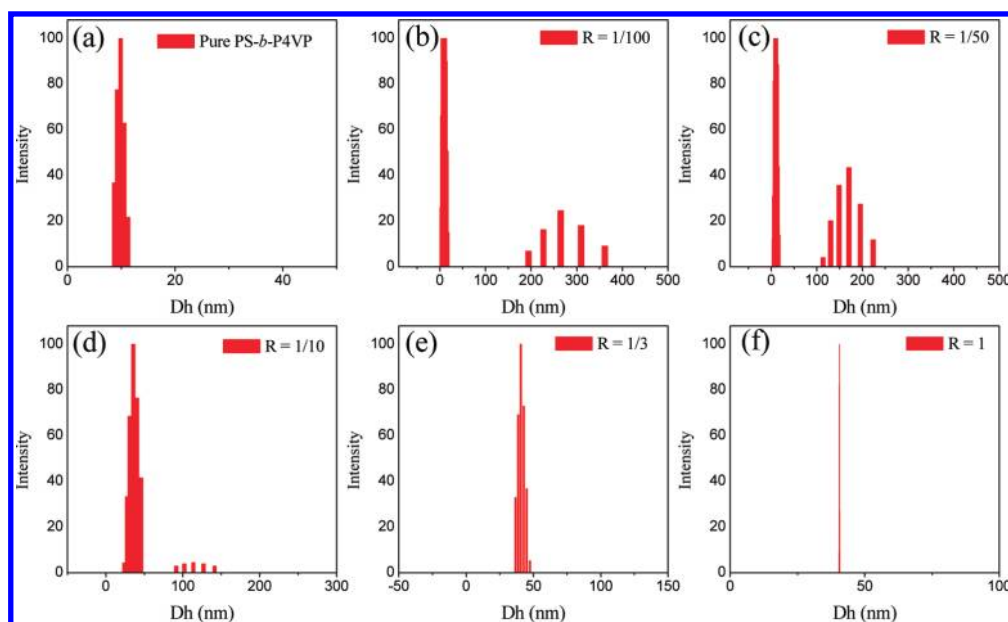 (a) Pure PS-b-P4VP
100
80
60
40
20
0
0 20 40
Intensity
Dh (nm)
(b) R = 1/100
100
80
60
40
20
0
0 100 200 300 400 500
Intensity
Dh (nm)
(c) R = 1/50
100
80
60
40
20
0
0 100 200 300 400 500
Intensity
Dh (nm)
(d) R = 1/10
100
80
60
40
20
0
0 100 200 300
Intensity
Dh (nm)
(e) R = 1/3
100
80
60
40
20
0
-50 0 50 100 150
Intensity
Dh (nm)
(f) R = 1
100
80
60
40
20
0
0 50 100
Intensity
Dh (nm)